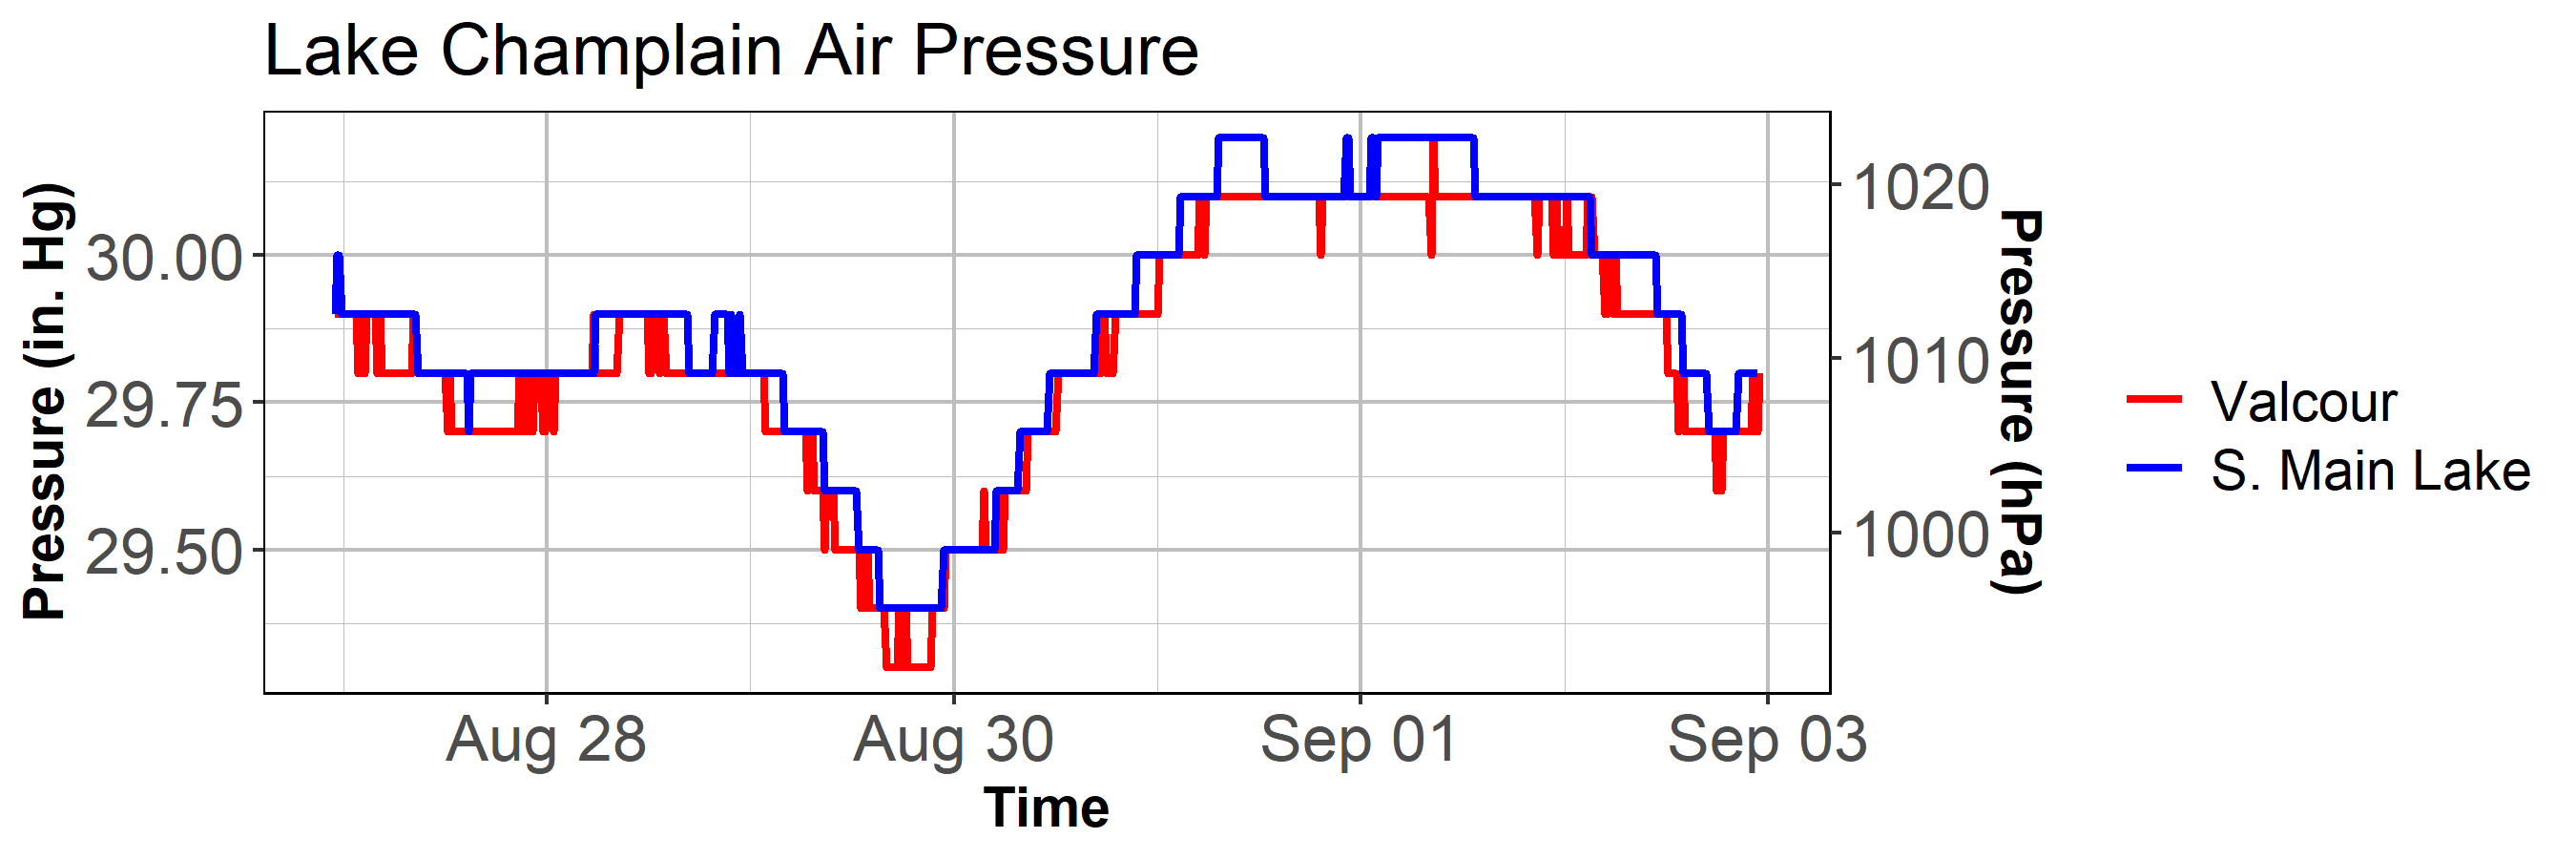 Lake Champlain Air Pressure
Pressure (in. Hg)
30.00
29.75
29.50
1020
1010
1000
Pressure (hPa)
Aug 28
Aug 30
Sep 01
Sep 03
Time
Valcour
S. Main Lake